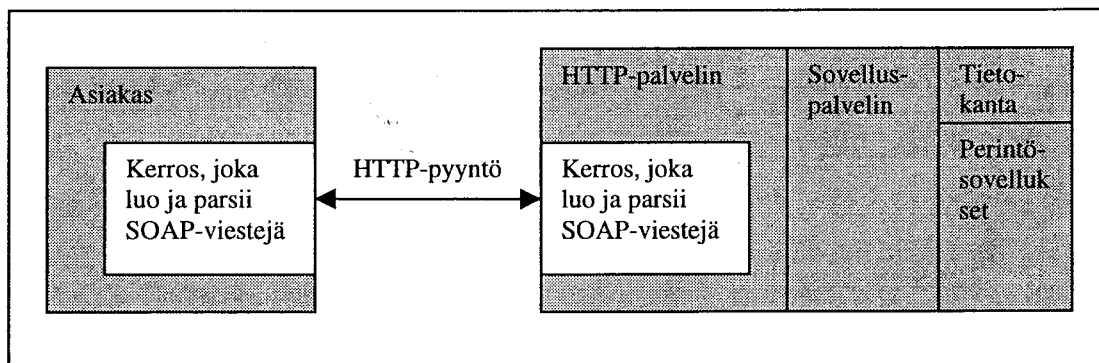 Asiakas
Kerros, joka
luo ja parsii
SOAP-viestejä
HTTP-pyyntö
HTTP-palvelin
Kerros, joka
luo ja parsii
SOAP-viestejä
Sovellus-
palvelin
Tieto-
kanta
Perintö-
sovelluk
set